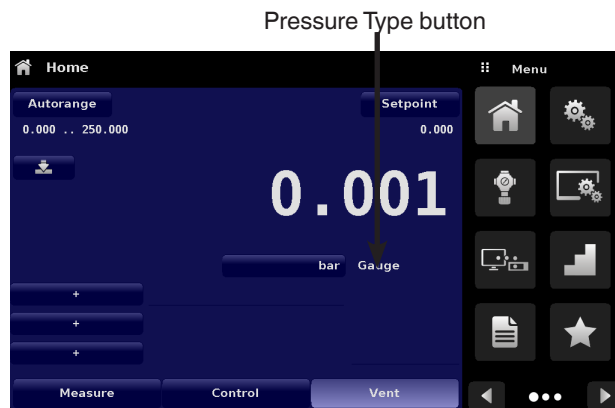 Pressure Type button
Home
Menu
Autorange
Setpoint
0.000 .. 250.000
0.000
0.001
bar
Gauge
+
+
+
Measure
Control
Vent